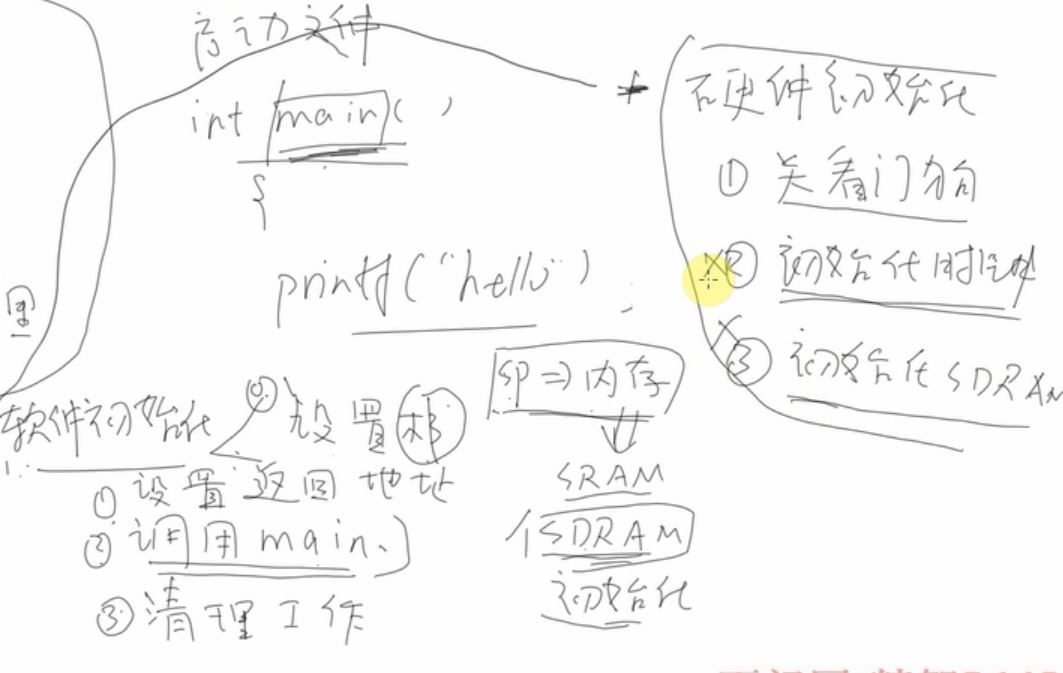 启动文件
int main( )
{
printf("hello") ;
硬件初始化
① 关看门狗
② 初始化时钟
③ 初始化SDRAM
软件初始化
⓪ 设置栈
① 设置返回地址
② 调用main、
③ 清理工作
SP ⇒ 内存
SRAM
SDRAM
初始化